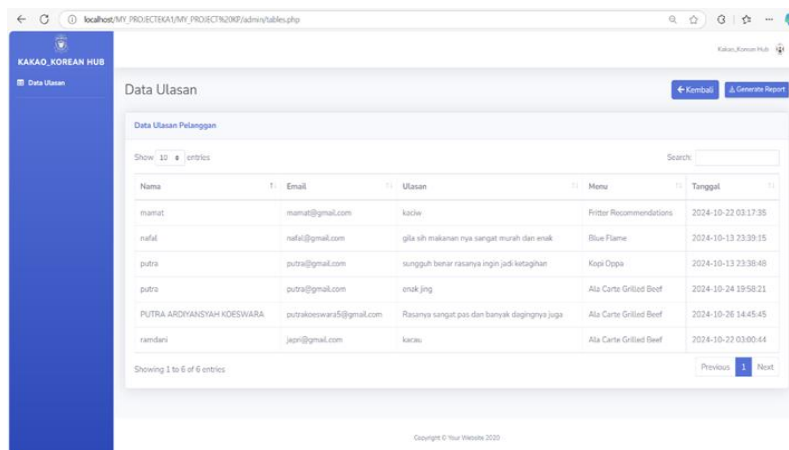 localhost/MY_PROJECTEKA1/MY_PROJECT%20KP/admin/tables.php
KAKAO_KOREAN HUB
Kakao_Korean Hub
Data Ulasan
Data Ulasan
Kembali
Generate Report
Data Ulasan Pelanggan
Show 10 entries
Search:
Nama Email Ulasan Menu Tanggal
mamat mamat@gmail.com kaciw Fritter Recommendations 2024-10-22 03:17:35
nafal nafal@gmail.com gila sih makanan nya sangat murah dan enak Blue Flame 2024-10-13 23:39:15
putra putra@gmail.com sungguh benar rasanya ingin jadi ketagihan Kopi Oppa 2024-10-13 23:38:48
putra putra@gmail.com enak jing Ala Carte Grilled Beef 2024-10-24 19:58:21
PUTRA ARDIYANSYAH KOESWARA putrakoeswara5@gmail.com Rasanya sangat pas dan banyak dagingnya juga Ala Carte Grilled Beef 2024-10-26 14:45:45
ramdani japri@gmail.com kacau Ala Carte Grilled Beef 2024-10-22 03:00:44
Showing 1 to 6 of 6 entries
Previous 1 Next
Copyright © Your Website 2020